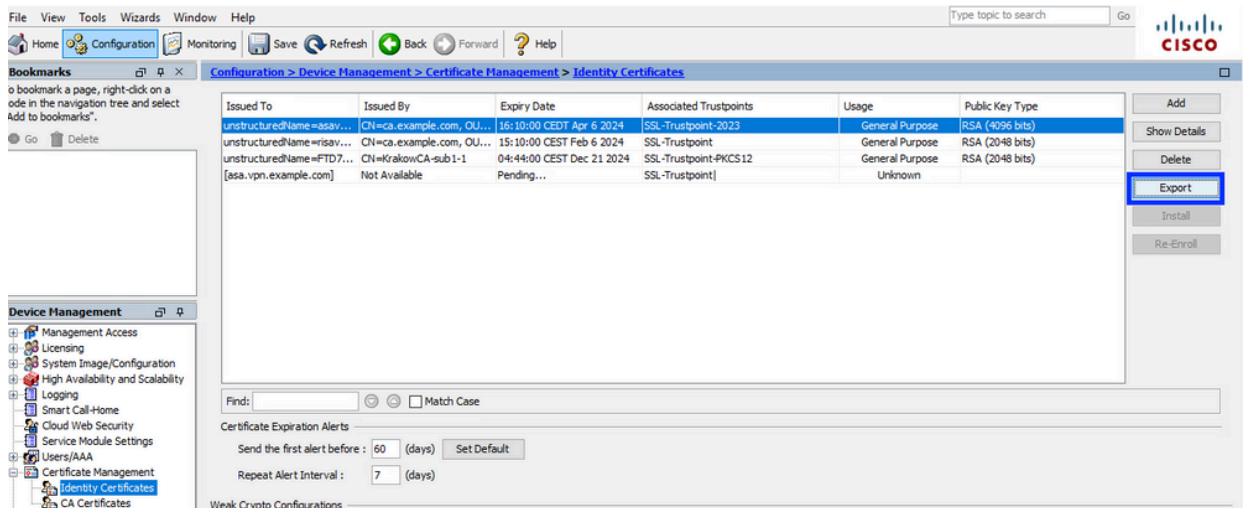 File View Tools Wizards Window Help Type topic to search Go
Home Configuration Monitoring Save Refresh Back Forward Help
CISCO
Bookmarks
Configuration > Device Management > Certificate Management > Identity Certificates
o bookmark a page, right-click on a
ode in the navigation tree and select
Add to bookmarks".
Go Delete
Issued To Issued By Expiry Date Associated Trustpoints Usage Public Key Type
unstructuredName=asav... CN=ca.example.com, OU... 16:10:00 CEDT Apr 6 2024 SSL-Trustpoint-2023 General Purpose RSA (4096 bits)
unstructuredName=risav... CN=ca.example.com, OU... 15:10:00 CEST Feb 6 2024 SSL-Trustpoint General Purpose RSA (2048 bits)
unstructuredName=FTD7... CN=KrakowCA-sub1-1 04:44:00 CEST Dec 21 2024 SSL-Trustpoint-PKCS12 General Purpose RSA (2048 bits)
[asa.vpn.example.com] Not Available Pending... SSL-Trustpoint| Unknown
Add
Show Details
Delete
Export
Install
Re-Enroll
Device Management
Management Access
Licensing
System Image/Configuration
High Availability and Scalability
Logging
Smart Call-Home
Cloud Web Security
Service Module Settings
Users/AAA
Certificate Management
Identity Certificates
CA Certificates
Find: Match Case
Certificate Expiration Alerts
Send the first alert before : 60 (days) Set Default
Repeat Alert Interval : 7 (days)
Weak Crypto Configurations